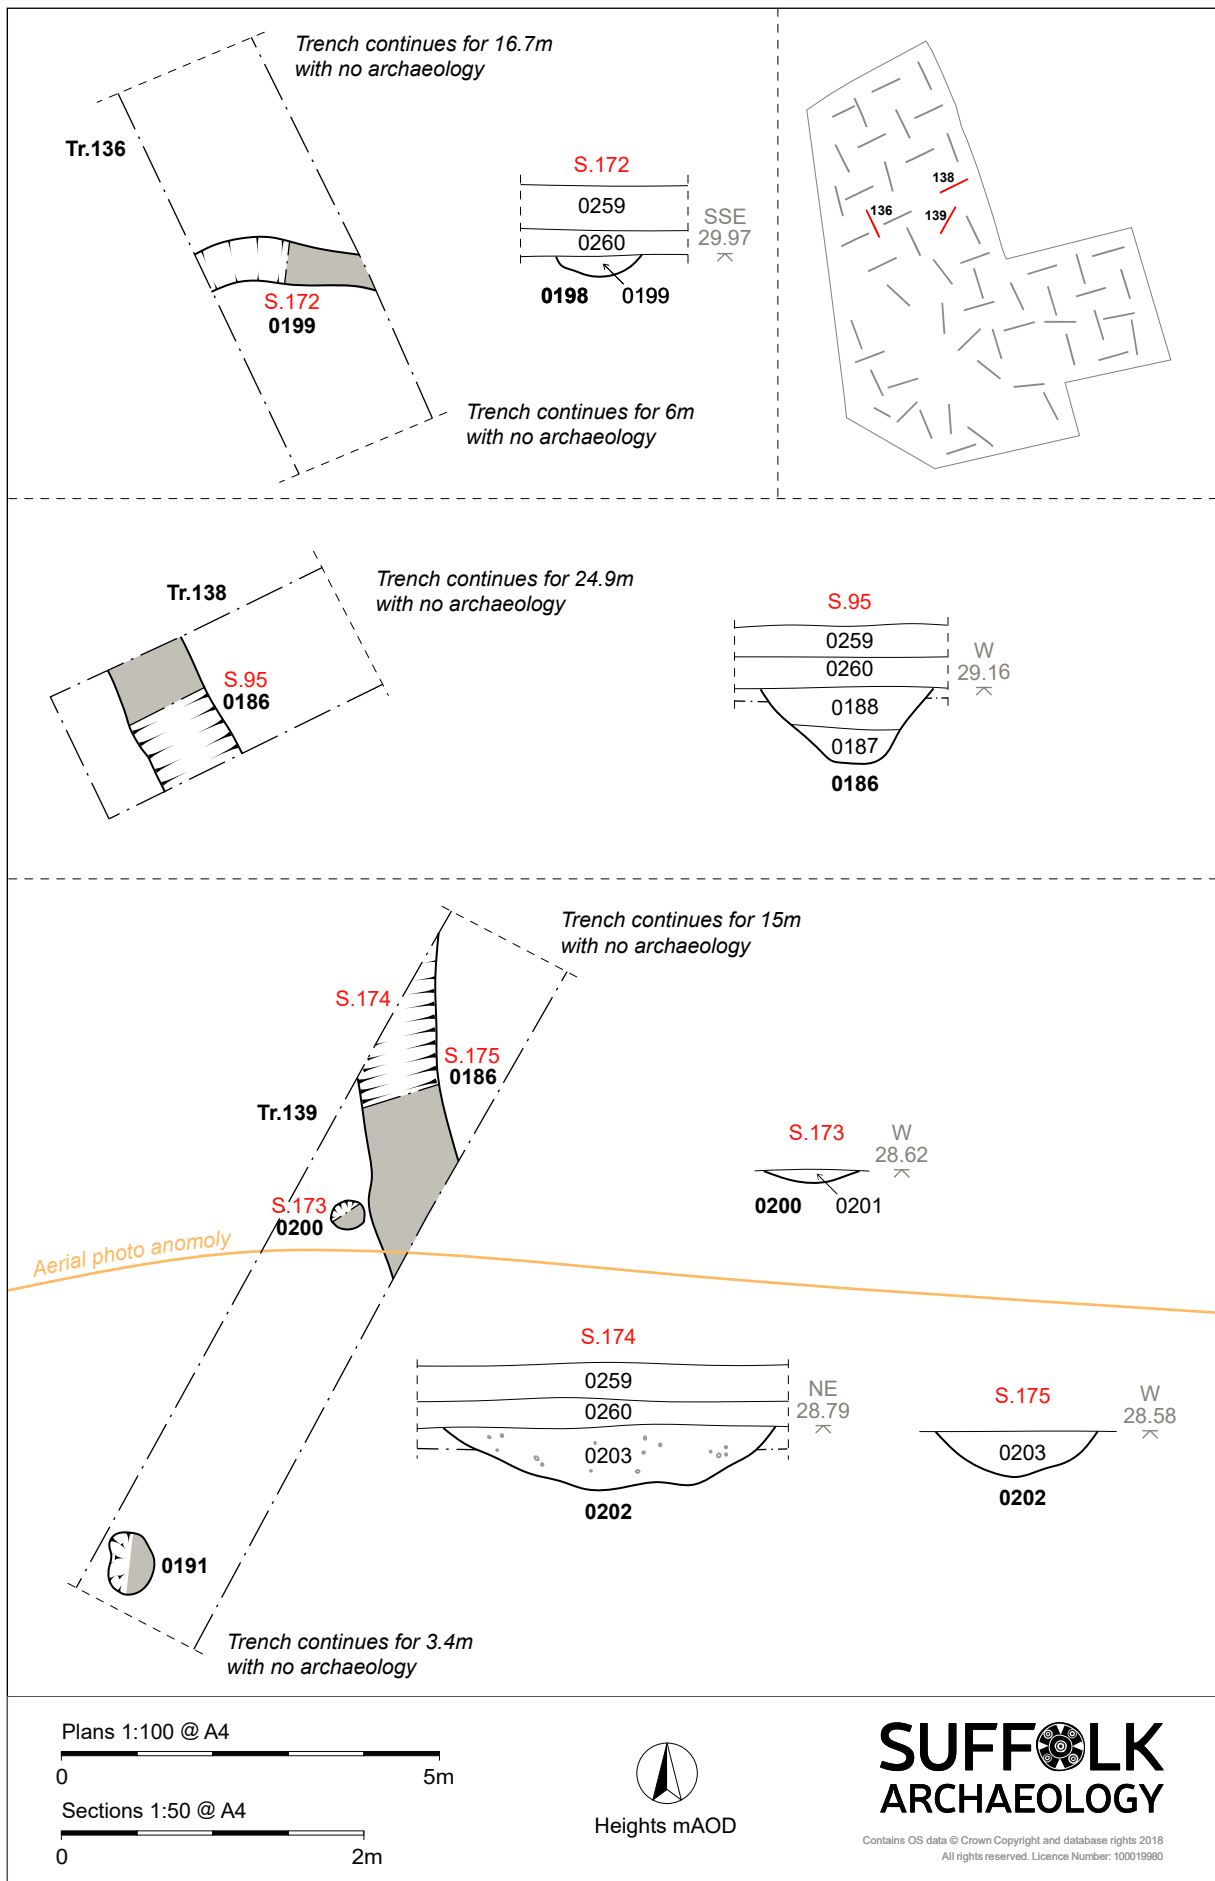 Trench continues for 16.7m
with no archaeology
Tr.136
S.172
0199
Trench continues for 6m
with no archaeology
S.172
0259
0260
SSE
29.97
0198
0199
138
136
139
Trench continues for 24.9m
with no archaeology
Tr.138
S.95
0186
S.95
0259
0260
W
29.16
0188
0187
0186
Trench continues for 15m
with no archaeology
S.174
S.175
0186
Tr.139
S.173
0200
Aerial photo anomoly
S.173
W
28.62
0200
0201
S.174
0259
0260
NE
28.79
0203
0202
S.175
W
28.58
0203
0202
0191
Trench continues for 3.4m
with no archaeology
Plans 1:100 @ A4
0
5m
Sections 1:50 @ A4
0
2m
Heights mAOD
SUFFOLK
ARCHAEOLOGY
Contains OS data © Crown Copyright and database rights 2018
All rights reserved. Licence Number: 100019980